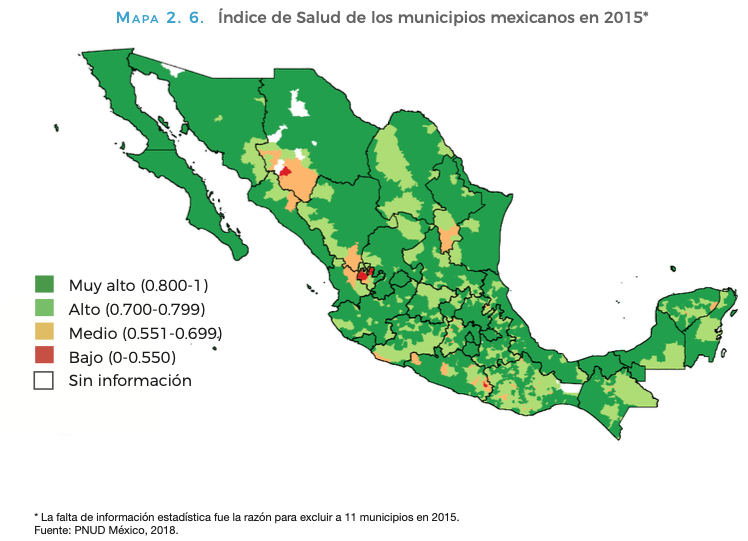 Mapa 2. 6. Índice de Salud de los municipios mexicanos en 2015*
Muy alto (0.800-1)
Alto (0.700-0.799)
Medio (0.551-0.699)
Bajo (0-0.550)
Sin información
* La falta de información estadística fue la razón para excluir a 11 municipios en 2015.
Fuente: PNUD México, 2018.